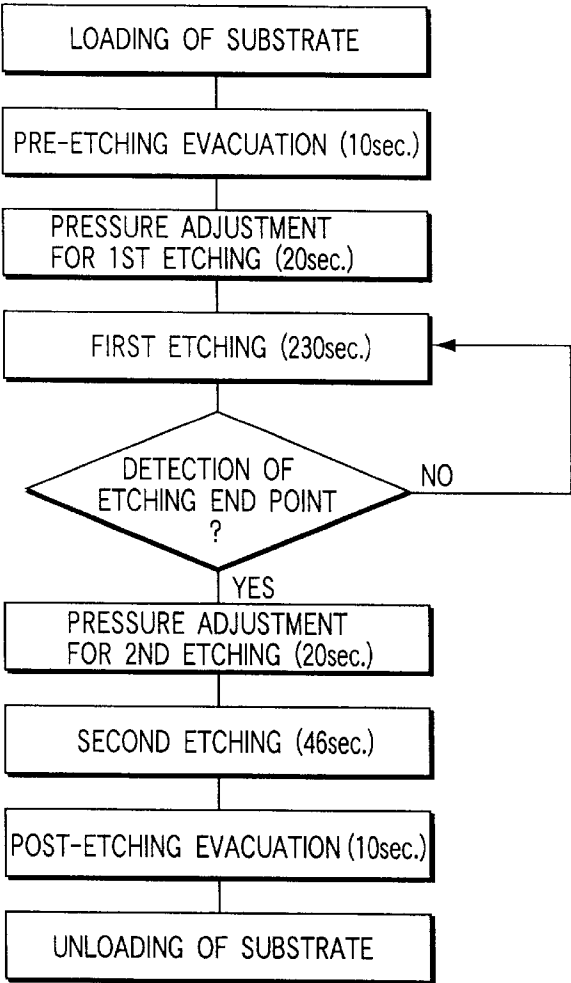 LOADING OF SUBSTRATE
PRE-ETCHING EVACUATION (10sec.)
PRESSURE ADJUSTMENT
FOR 1ST ETCHING (20sec.)
FIRST ETCHING (230sec.)
DETECTION OF
ETCHING END POINT
?
NO
YES
PRESSURE ADJUSTMENT
FOR 2ND ETCHING (20sec.)
SECOND ETCHING (46sec.)
POST-ETCHING EVACUATION (10sec.)
UNLOADING OF SUBSTRATE